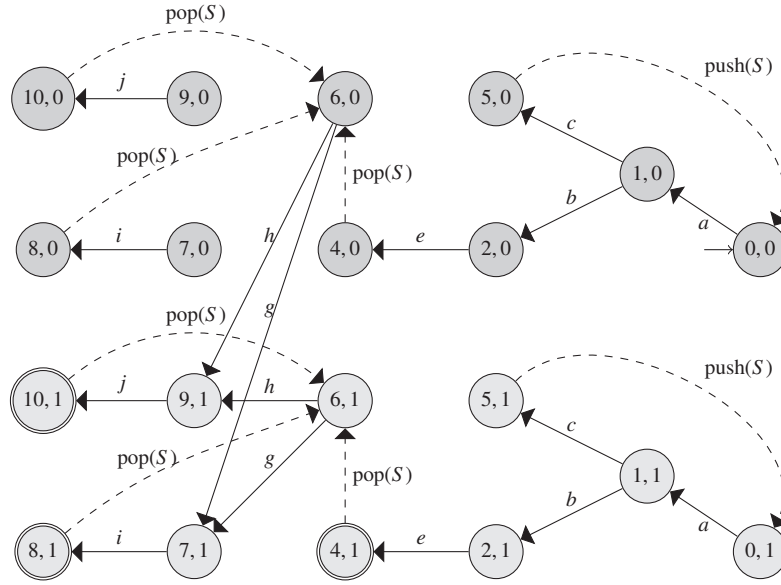 pop(S)
10, 0
j
9, 0
6, 0
5, 0
push(S)
c
1, 0
pop(S)
pop(S)
b
a
8, 0
i
7, 0
h
4, 0
e
2, 0
0, 0
g
pop(S)
10, 1
j
9, 1
h
6, 1
5, 1
push(S)
c
pop(S)
g
1, 1
pop(S)
b
a
8, 1
i
7, 1
4, 1
e
2, 1
0, 1